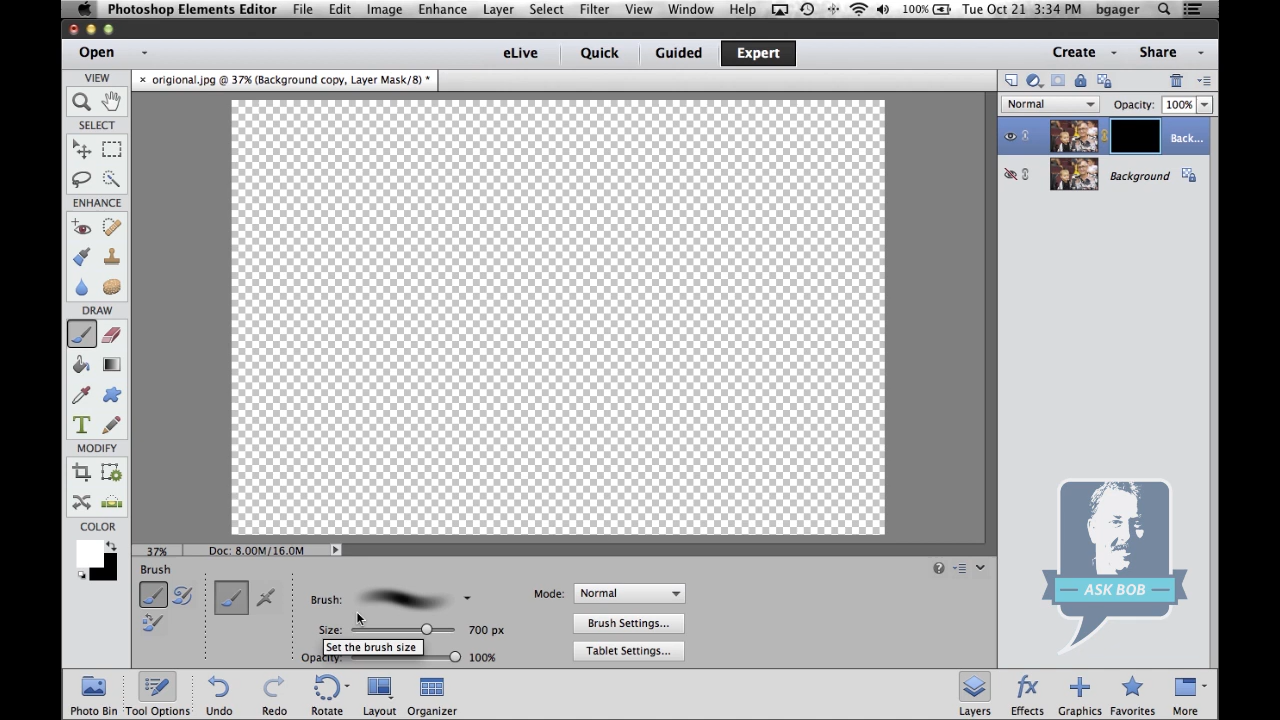 Photoshop Elements Editor File Edit Image Enhance Layer Select Filter View Window Help 100% Tue Oct 21 3:34 PM bgager
Open eLive Quick Guided Expert Create Share
VIEW
× origional.jpg @ 37% (Background copy, Layer Mask/8) *
Normal Opacity: 100%
SELECT
Back...
Background
ENHANCE
DRAW
T
MODIFY
COLOR
ASK BOB
37% Doc: 8.00M/16.0M
Brush
Brush: Mode: Normal
Size: 700 px Brush Settings...
Set the brush size
Opacity: 100% Tablet Settings...
Photo Bin Tool Options Undo Redo Rotate Layout Organizer Layers Effects Graphics Favorites More